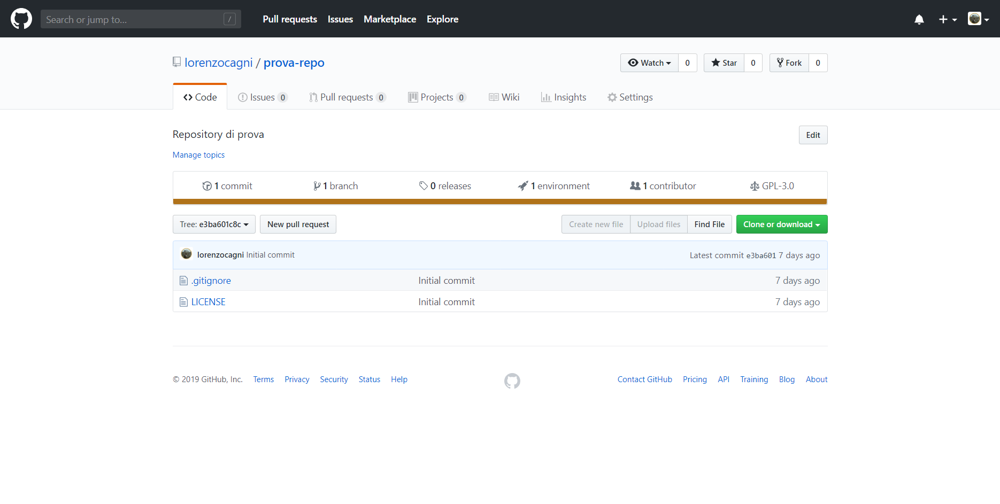 Search or jump to... /
Pull requests Issues Marketplace Explore
lorenzocagni / prova-repo
Watch 0 Star 0 Fork 0
Code Issues 0 Pull requests 0 Projects 0 Wiki Insights Settings
Repository di prova
Edit
Manage topics
1 commit 1 branch 0 releases 1 environment 1 contributor GPL-3.0
Tree: e3ba601c8c New pull request Create new file Upload files Find File Clone or download
lorenzocagni Initial commit Latest commit e3ba601 7 days ago
.gitignore Initial commit 7 days ago
LICENSE Initial commit 7 days ago
© 2019 GitHub, Inc. Terms Privacy Security Status Help Contact GitHub Pricing API Training Blog About